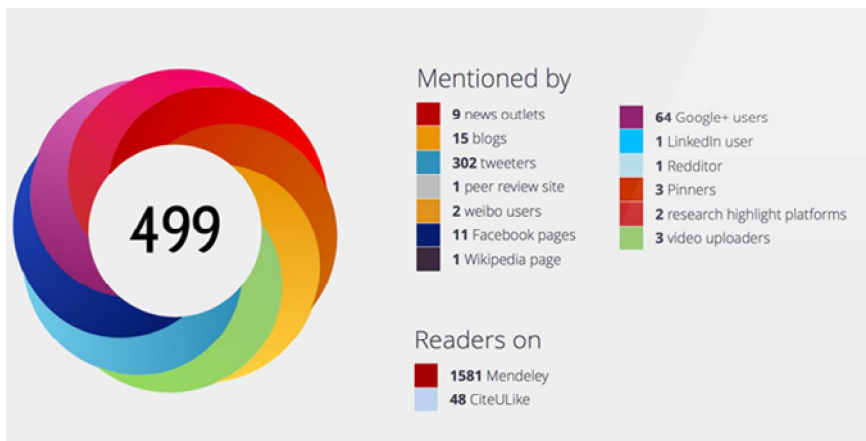 499
Mentioned by
9 news outlets
15 blogs
302 tweeters
1 peer review site
2 weibo users
11 Facebook pages
1 Wikipedia page
64 Google+ users
1 LinkedIn user
1 Redditor
3 Pinners
2 research highlight platforms
3 video uploaders
Readers on
1581 Mendeley
48 CiteULike